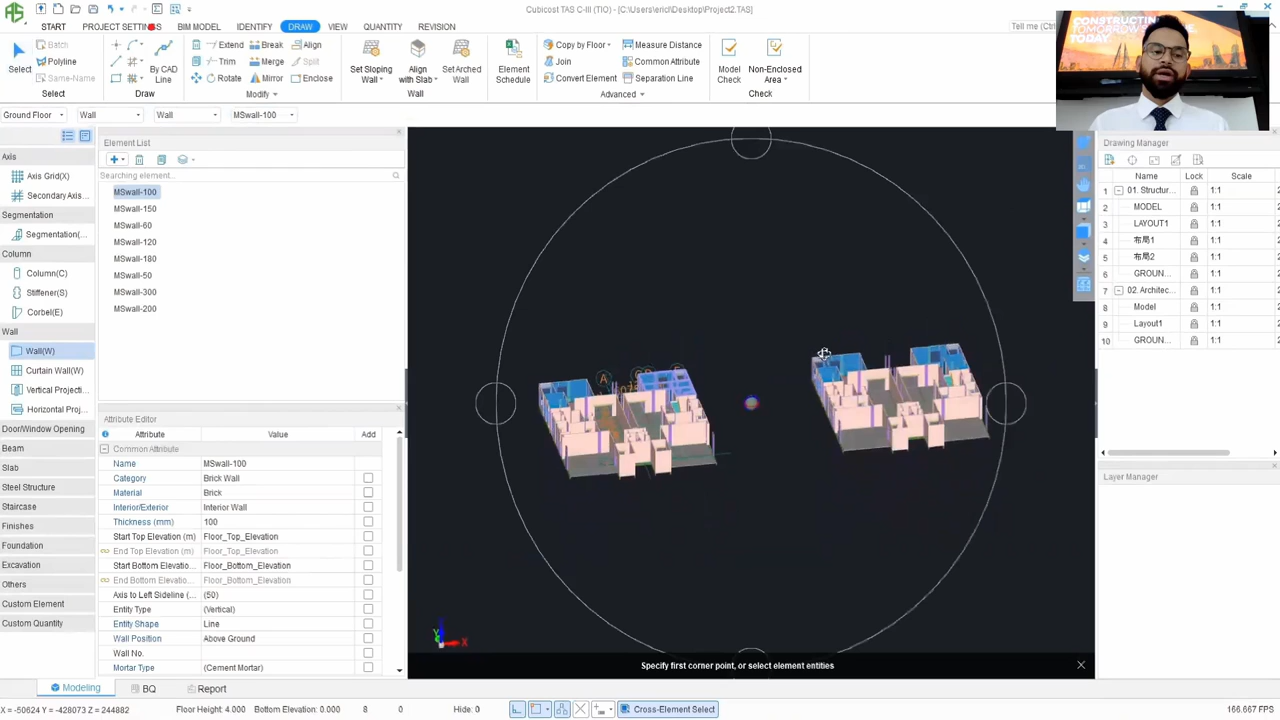 Cubicost TAS C-III (TIO) - [C:\Users\eric\Desktop\Project2.TAS]
START PROJECT SETTINGS BIM MODEL IDENTIFY DRAW VIEW QUANTITY REVISION
Tell me
CONSTRUCTING
TOMORROW
TODAY.
Batch
Polyline
Same-Name
Select
Select
By CAD
Line
Draw
Extend Break Align
Trim Merge Split
Rotate Mirror Enclose
Modify
Set Sloping
Wall
Align
with Slab
Set Arched
Wall
Wall
Element
Schedule
Copy by Floor Measure Distance
Join Common Attribute
Convert Element Separation Line
Advanced
Model
Check
Non-Enclosed
Area
Check
Ground Floor Wall Wall MSwall-100
Axis
Axis Grid(X)
Secondary Axis...
Segmentation
Segmentation(...
Column
Column(C)
Stiffener(S)
Corbel(E)
Wall
Wall(W)
Curtain Wall(W)
Vertical Projecti...
Horizontal Proj...
Door/Window Opening
Beam
Slab
Steel Structure
Staircase
Finishes
Foundation
Excavation
Others
Custom Element
Custom Quantity
Element List
Searching element...
MSwall-100
MSwall-150
MSwall-60
MSwall-120
MSwall-180
MSwall-50
MSwall-300
MSwall-200
Attribute Editor
Attribute Value Add
Common Attribute
Name MSwall-100
Category Brick Wall
Material Brick
Interior/Exterior Interior Wall
Thickness (mm) 100
Start Top Elevation (m) Floor_Top_Elevation
End Top Elevation (m) Floor_Top_Elevation
Start Bottom Elevatio... Floor_Bottom_Elevation
End Bottom Elevatio... Floor_Bottom_Elevation
Axis to Left Sideline (... (50)
Entity Type (Vertical)
Entity Shape Line
Wall Position Above Ground
Wall No.
Mortar Type (Cement Mortar)
A
Y
X
Specify first corner point, or select element entities
Drawing Manager
Name Lock Scale
1 01. Structur... 1:1
2 MODEL 1:1
3 LAYOUT1 1:1
4 布局1 1:1
5 布局2 1:1
6 GROUN... 1:1
7 02. Architec... 1:1
8 Model 1:1
9 Layout1 1:1
10 GROUN... 1:1
Layer Manager
Modeling BQ Report
X = -50624 Y = -428073 Z = 244882 Floor Height: 4.000 Bottom Elevation: 0.000 8 0 Hide: 0 Cross-Element Select 166.667 FPS